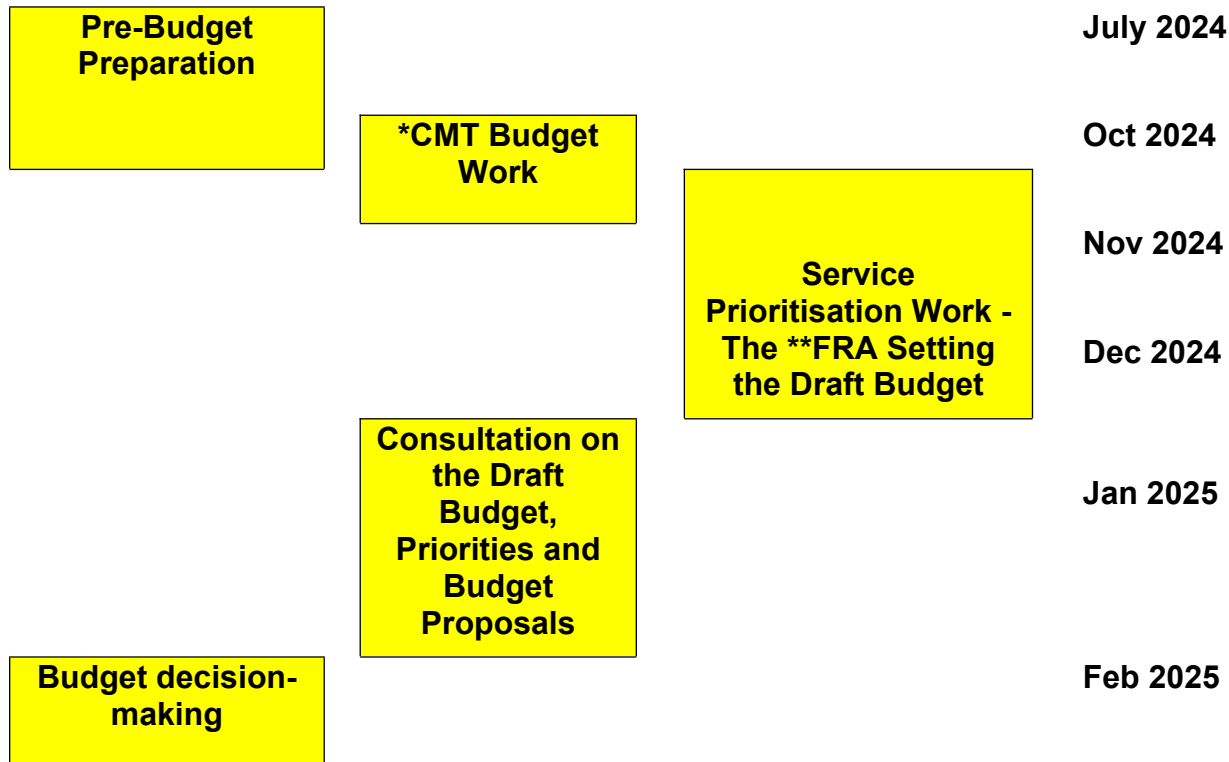 Pre-Budget
Preparation
July 2024
*CMT Budget
Work
Oct 2024
Nov 2024
Service
Prioritisation Work -
The **FRA Setting
the Draft Budget
Dec 2024
Consultation on
the Draft
Budget,
Priorities and
Budget
Proposals
Jan 2025
Budget decision-
making
Feb 2025